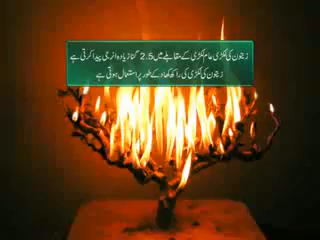 زیتون کی لکڑی عام لکڑی کے مقابلے میں 2.5 گنا زیادہ انرجی پیدا کرتی ہے
زیتون کی لکڑی کی راکھ کھاد کے طور پر استعمال ہوتی ہے